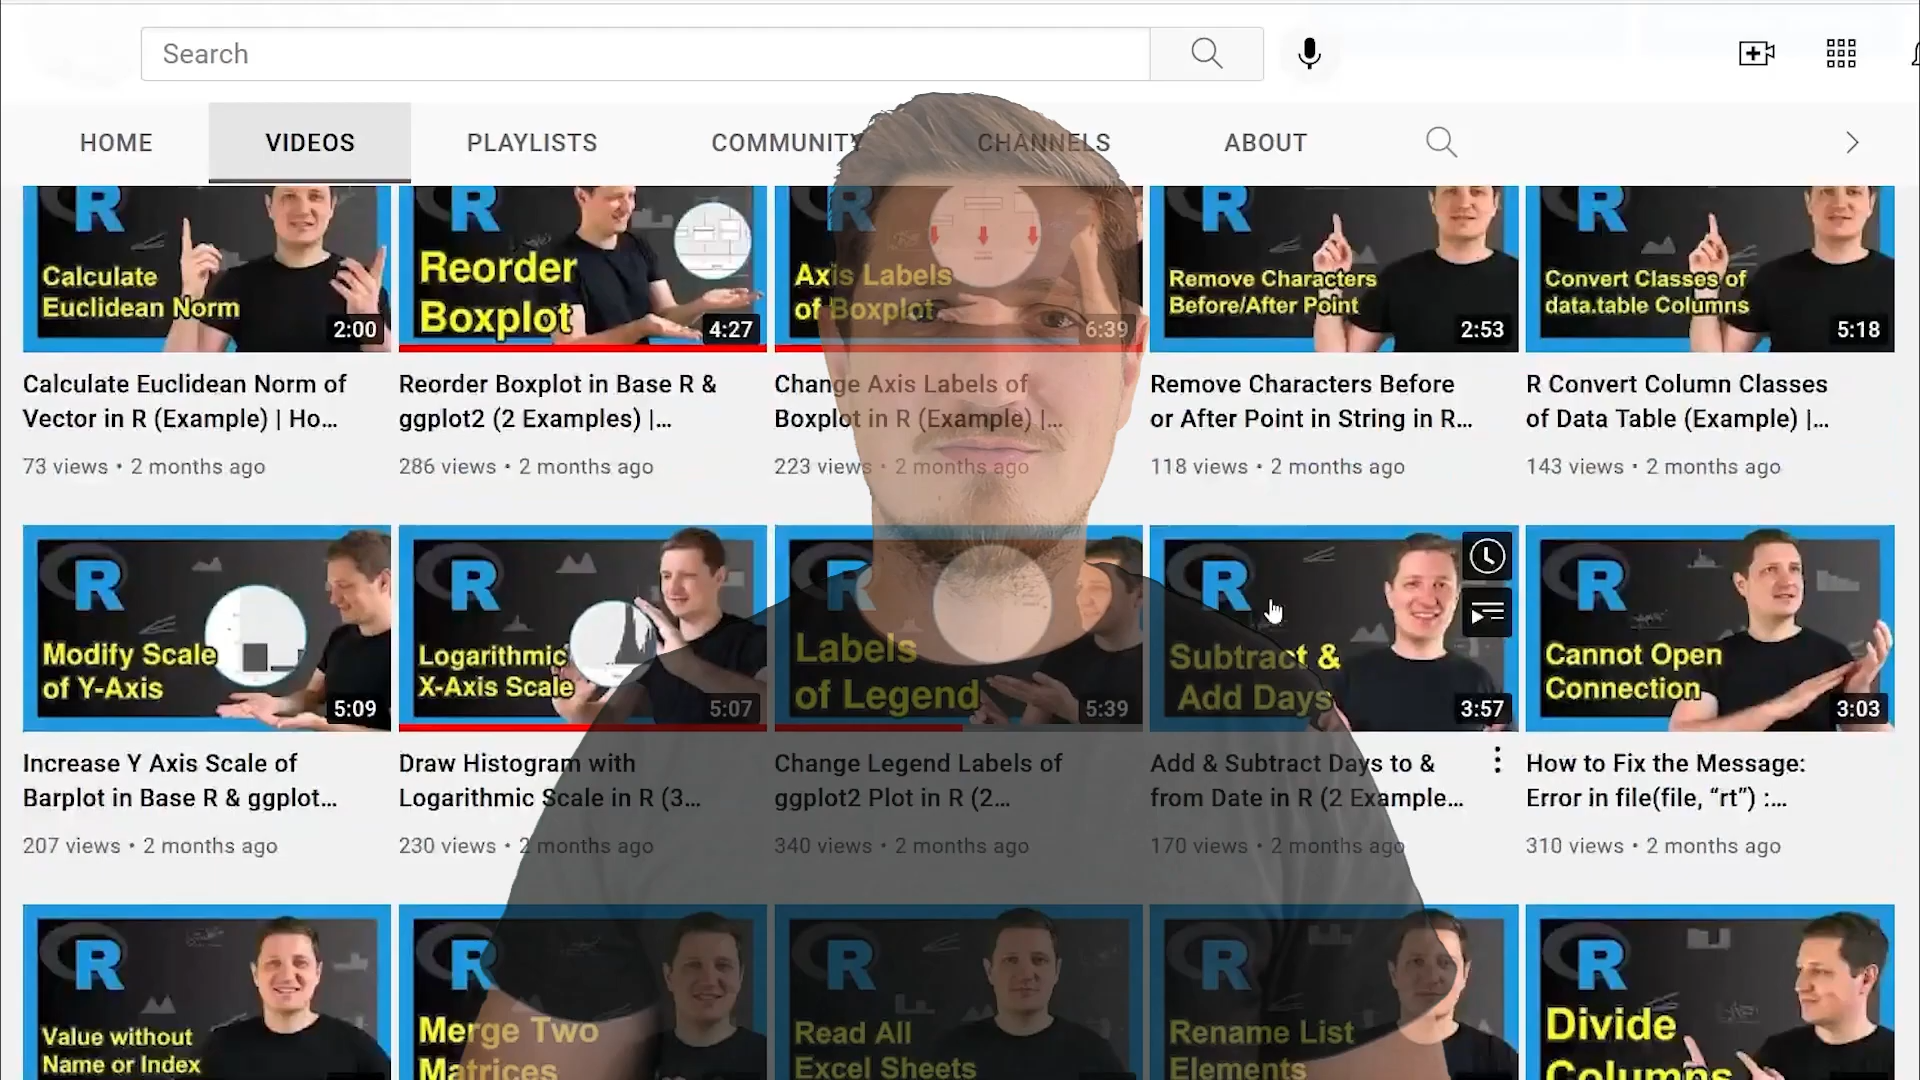 Search
HOME VIDEOS PLAYLISTS COMMUNITY CHANNELS ABOUT
R R R R R
Calculate
Euclidean Norm
2:00
Reorder
Boxplot
4:27
Axis Labels
of Boxplot
6:39
Remove Characters
Before/After Point
2:53
Convert Classes of
data.table Columns
5:18
Calculate Euclidean Norm of
Vector in R (Example) | Ho...
73 views • 2 months ago
Reorder Boxplot in Base R &
ggplot2 (2 Examples) |...
286 views • 2 months ago
Change Axis Labels of
Boxplot in R (Example) |...
223 views • 2 months ago
Remove Characters Before
or After Point in String in R...
118 views • 2 months ago
R Convert Column Classes
of Data Table (Example) |...
143 views • 2 months ago
R R R R R
Modify Scale
of Y-Axis
5:09
Logarithmic
X-Axis Scale
5:07
Labels
of Legend
5:39
Subtract &
Add Days
3:57
Cannot Open
Connection
3:03
Increase Y Axis Scale of
Barplot in Base R & ggplot...
207 views • 2 months ago
Draw Histogram with
Logarithmic Scale in R (3...
230 views • 2 months ago
Change Legend Labels of
ggplot2 Plot in R (2...
340 views • 2 months ago
Add & Subtract Days to &
from Date in R (2 Example...
170 views • 2 months ago
How to Fix the Message:
Error in file(file, “rt”) :...
310 views • 2 months ago
R R R R R
Value without
Name or Index
Merge Two
Matrices
Read All
Excel Sheets
Rename List
Elements
Divide
Columns